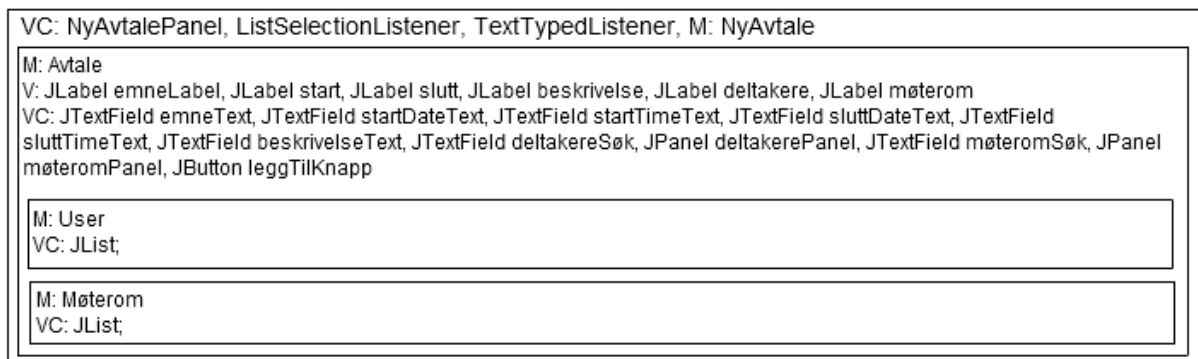 VC: NyAvtalePanel, ListSelectionListener, TextTypedListener, M: NyAvtale
M: Avtale
V: JLabel emneLabel, JLabel start, JLabel slutt, JLabel beskrivelse, JLabel deltakere, JLabel møterom
VC: JTextField emneText, JTextField startDateText, JTextField startTimeText, JTextField sluttDateText, JTextField
sluttTimeText, JTextField beskrivelseText, JTextField deltakereSøk, JPanel deltakerePanel, JTextField møteromSøk, JPanel
møteromPanel, JButton leggTilKnapp
M: User
VC: JList;
M: Møterom
VC: JList;